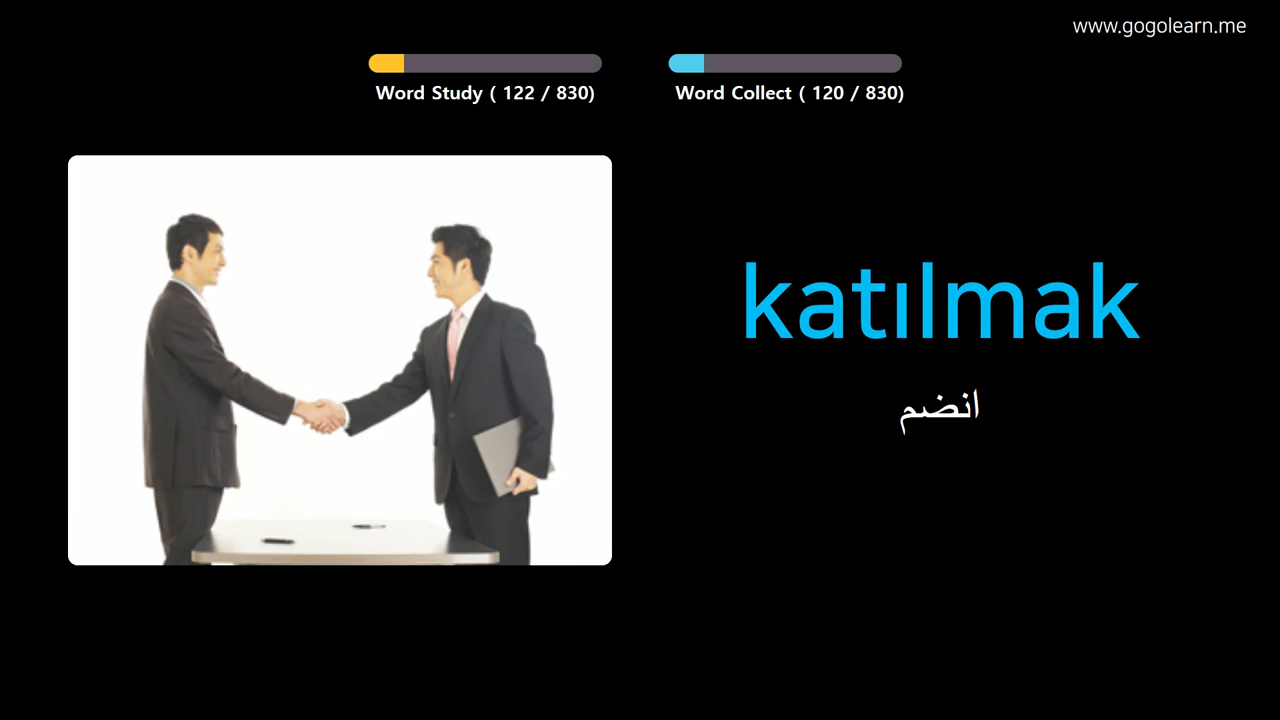 www.gogolearn.me
Word Study ( 122 / 830)
Word Collect ( 120 / 830)
katılmak
انضم